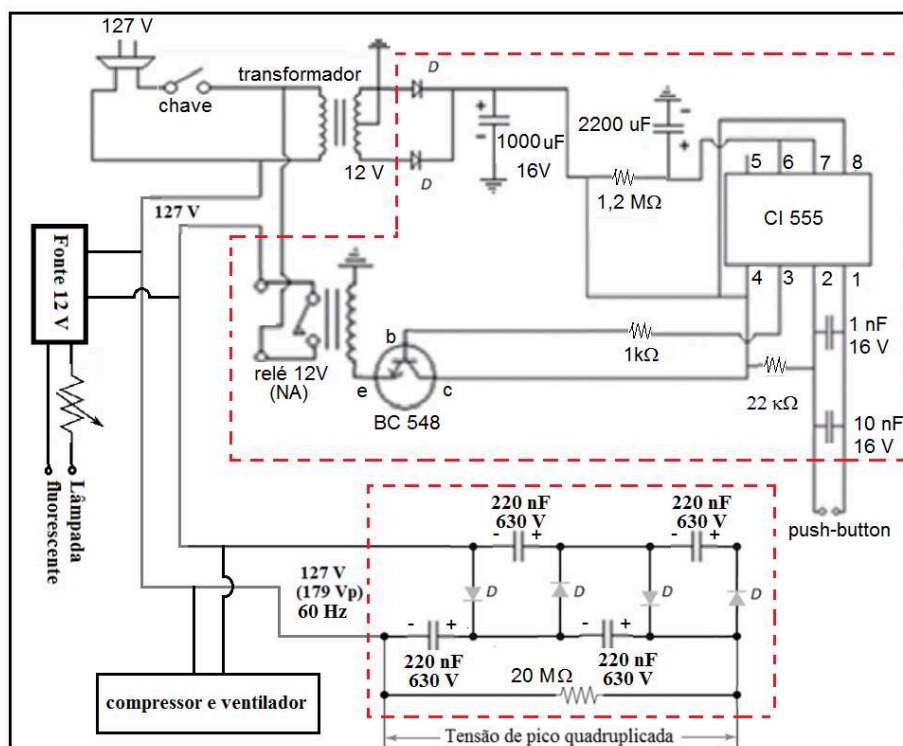 127 V
chave
transformador
12 V
D
D
+
-
1000 uF
16V
2200 uF
-
+
1,2 MΩ
5 6 7 8
CI 555
4 3 2 1
127 V
Fonte 12 V
Lâmpada
fluorescente
relé 12V
(NA)
b
e
c
BC 548
1kΩ
22 κΩ
1 nF
16 V
10 nF
16 V
push-button
220 nF
630 V
- +
220 nF
630 V
- +
D
D
D
D
127 V
(179 Vp)
60 Hz
- +
220 nF
630 V
- +
220 nF
630 V
20 MΩ
compressor e ventilador
Tensão de pico quadruplicada